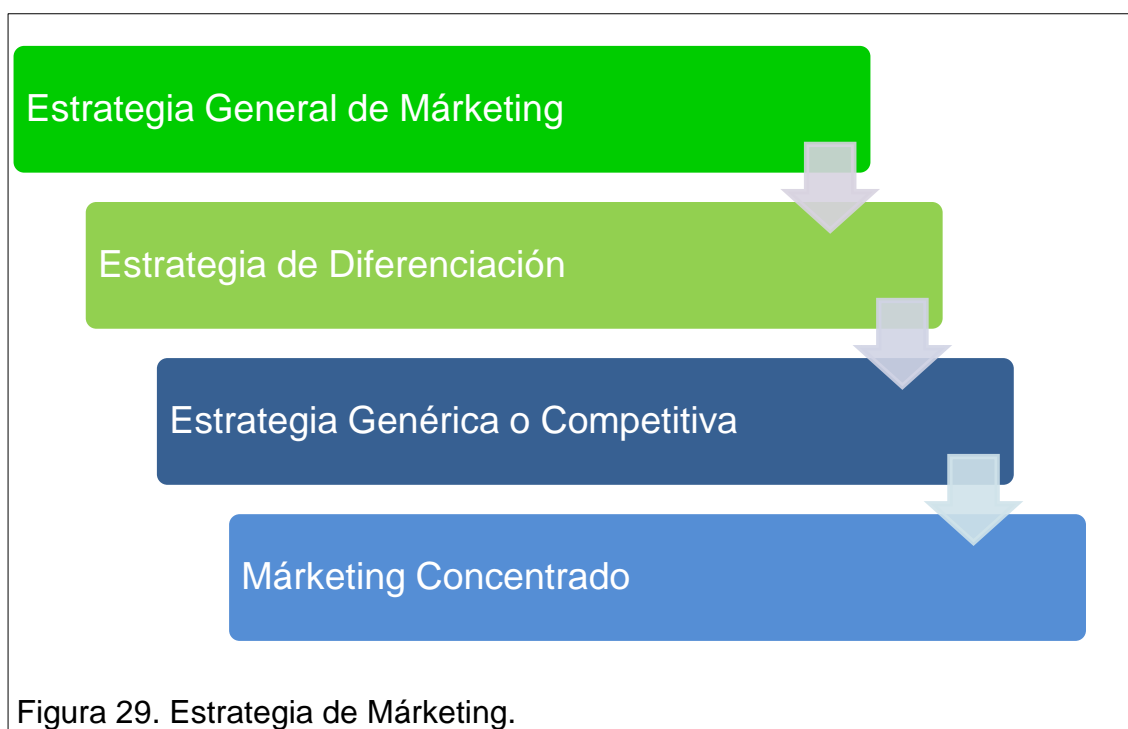 Estrategia General de Márketing
Estrategia de Diferenciación
Estrategia Genérica o Competitiva
Márketing Concentrado
Figura 29. Estrategia de Márketing.